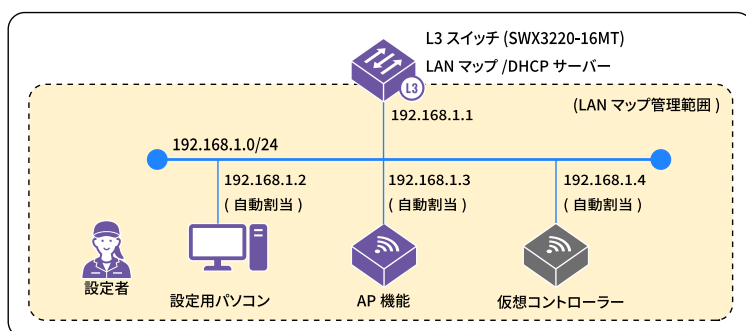 L3 スイッチ (SWX3220-16MT)
LAN マップ /DHCP サーバー
L3
192.168.1.1
(LAN マップ管理範囲 )
192.168.1.0/24
192.168.1.2
( 自動割当 )
192.168.1.3
( 自動割当 )
192.168.1.4
( 自動割当 )
設定者
設定用パソコン
AP 機能
仮想コントローラー